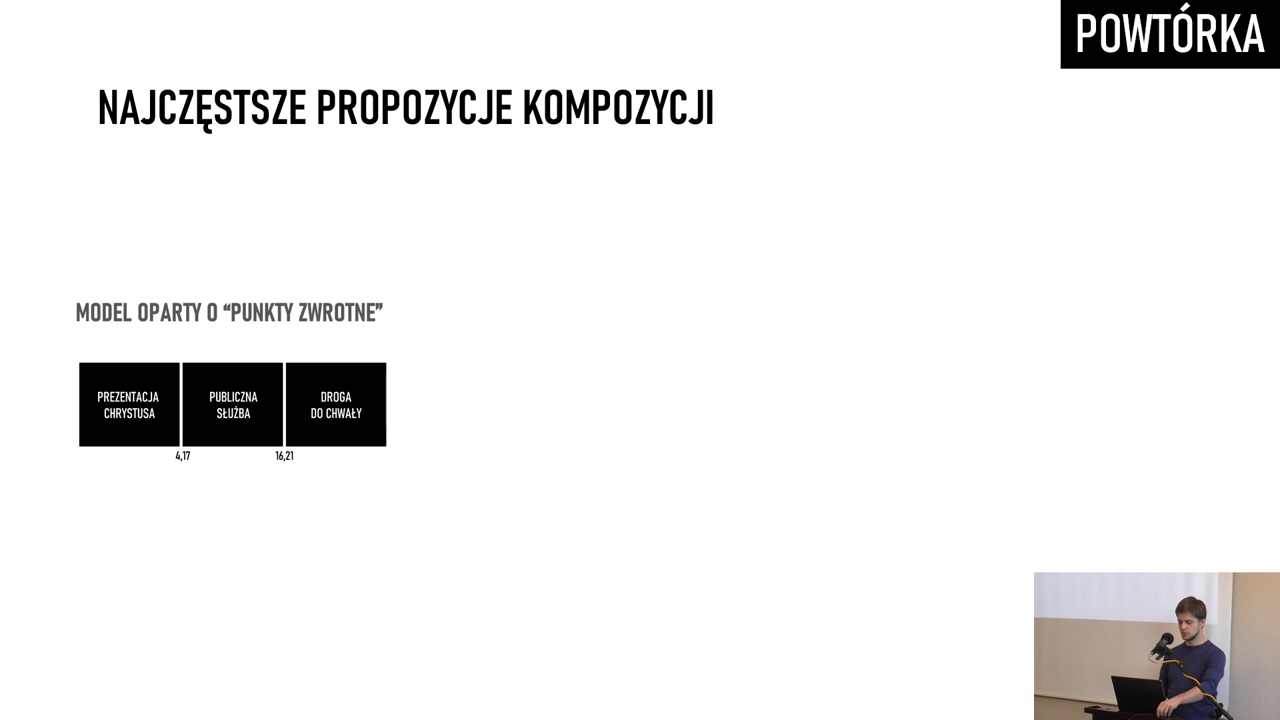 POWTÓRKA
NAJCZĘSTSZE PROPOZYCJE KOMPOZYCJI
MODEL OPARTY O “PUNKTY ZWROTNE”
PREZENTACJA
CHRYSTUSA
PUBLICZNA
SŁUŻBA
DROGA
DO CHWAŁY
4,17
16,21